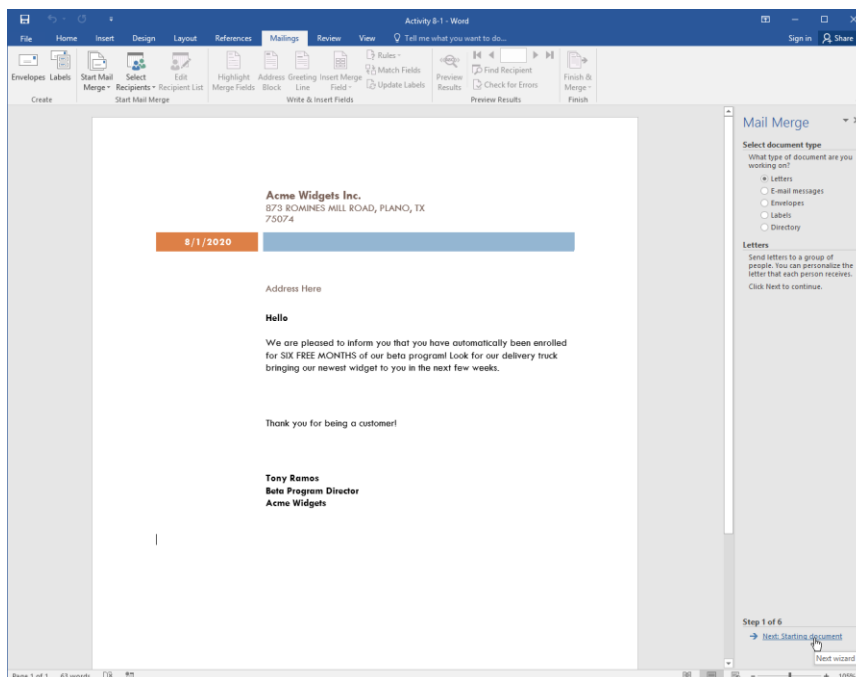 Activity 8-1 - Word
File Home Insert Design Layout References Mailings Review View Tell me what you want to do... Sign in Share
Envelopes Labels Start Mail Merge Select Recipients Edit Recipient List Highlight Merge Fields Address Block Greeting Line Insert Merge Field Rules Match Fields Update Labels Preview Results Find Recipient Check for Errors Finish & Merge
Create Start Mail Merge Write & Insert Fields Preview Results Finish
Acme Widgets Inc.
873 ROMINES MILL ROAD, PLANO, TX
75074
8/1/2020
Address Here
Hello
We are pleased to inform you that you have automatically been enrolled
for SIX FREE MONTHS of our beta program! Look for our delivery truck
bringing our newest widget to you in the next few weeks.
Thank you for being a customer!
Tony Ramos
Beta Program Director
Acme Widgets
Mail Merge
Select document type
What type of document are you
working on?
Letters
E-mail messages
Envelopes
Labels
Directory
Letters
Send letters to a group of
people. You can personalize the
letter that each person receives.
Click Next to continue.
Step 1 of 6
Next: Starting document
Next wizard
Page 1 of 1 63 words
105%